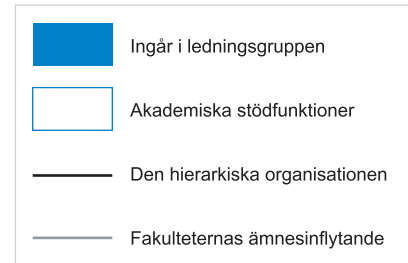 Ingår i ledningsgruppen
Akademiska stödfunktioner
Den hierarkiska organisationen
Fakulteternas ämnesinflytande